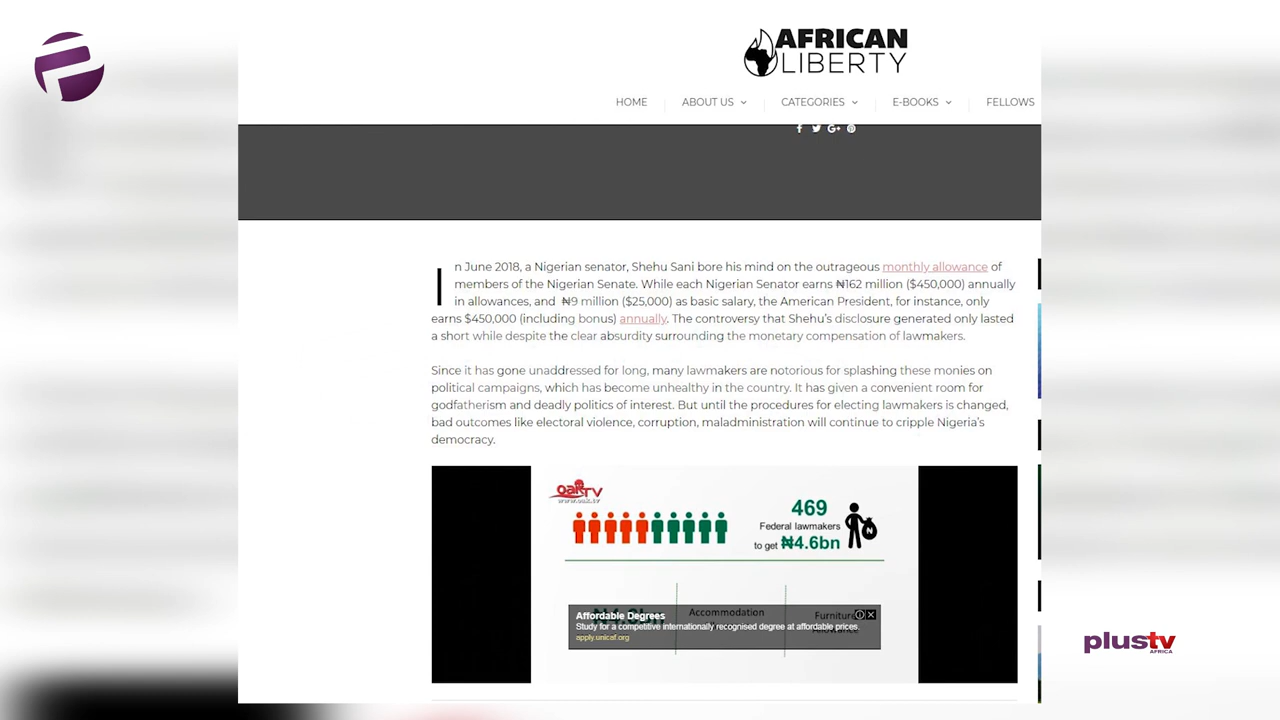 AFRICAN
LIBERTY
HOME
ABOUT US
CATEGORIES
E-BOOKS
FELLOWS
In June 2018, a Nigerian senator, Shehu Sani bore his mind on the outrageous monthly allowance of
members of the Nigerian Senate. While each Nigerian Senator earns ₦162 million ($450,000) annually
in allowances, and ₦9 million ($25,000) as basic salary, the American President, for instance, only
earns $450,000 (including bonus) annually. The controversy that Shehu's disclosure generated only lasted
a short while despite the clear absurdity surrounding the monetary compensation of lawmakers.
Since it has gone unaddressed for long, many lawmakers are notorious for splashing these monies on
political campaigns, which has become unhealthy in the country. It has given a convenient room for
godfatherism and deadly politics of interest. But until the procedures for electing lawmakers is changed,
bad outcomes like electoral violence, corruption, maladministration will continue to cripple Nigeria's
democracy.
oakTV
www.oak.tv
469
Federal lawmakers
to get ₦4.6bn
Accommodation
Furniture
Allowance
Affordable Degrees
Study for a competitive internationally recognised degree at affordable prices.
apply.unicaf.org
plustv
AFRICA